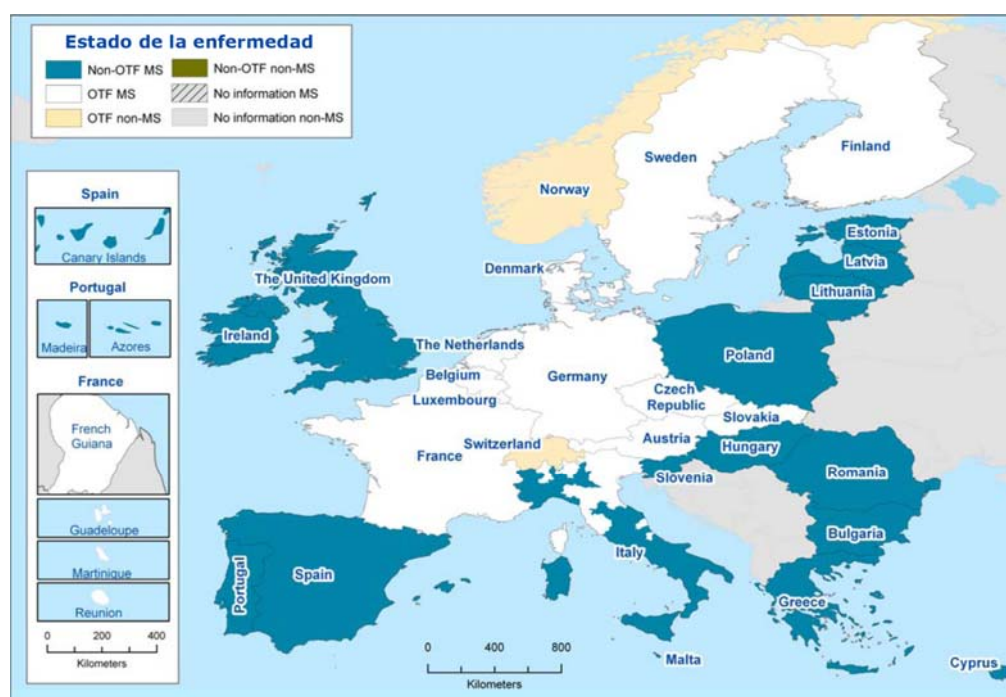 Estado de la enfermedad
Non-OTF MS
Non-OTF non-MS
OTF MS
No information MS
OTF non-MS
No information non-MS
Spain
Canary Islands
Portugal
Madeira
Azores
France
French
Guiana
Guadeloupe
Martinique
Reunion
0 200 400
Kilometers
Finland
Sweden
Norway
Estonia
Latvia
Denmark
The United Kingdom
Lithuania
Ireland
The Netherlands
Poland
Belgium
Germany
Czech
Republic
Luxembourg
Slovakia
Switzerland
Austria
Hungary
France
Romania
Slovenia
Bulgaria
Italy
Portugal
Spain
Greece
Malta
Cyprus
0 400 800
Kilometers